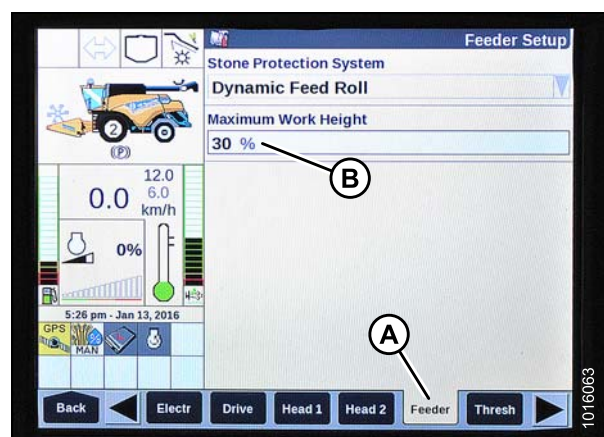 Feeder Setup
Stone Protection System
Dynamic Feed Roll
Maximum Work Height
30 %
B
2
(P)
12.0
0.0 6.0
km/h
0%
5:26 pm - Jan 13, 2016
GPS
MAN
A
Back Electr Drive Head 1 Head 2 Feeder Thresh
1016063